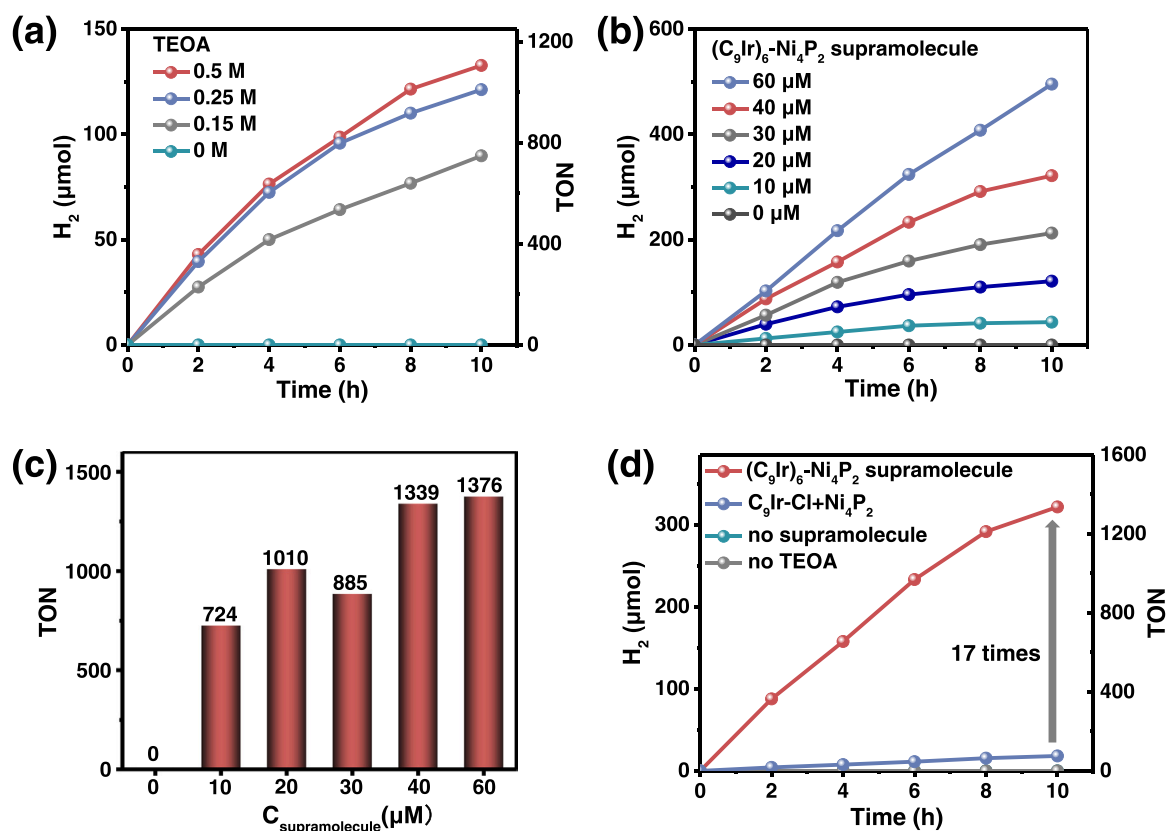 (a)
TEOA
0.5 M
0.25 M
0.15 M
0 M
150
100
50
0
H₂ (μmol)
1200
800
400
0
TON
0 2 4 6 8 10
Time (h)
(b)
(C₉Ir)₆-Ni₄P₂ supramolecule
60 μM
40 μM
30 μM
20 μM
10 μM
0 μM
600
400
200
0
H₂ (μmol)
0 2 4 6 8 10
Time (h)
(c)
1500
1000
500
0
TON
0
724
1010
885
1339
1376
0 10 20 30 40 60
C supramolecule(μM)
(d)
(C₉Ir)₆-Ni₄P₂ supramolecule
C₉Ir-Cl+Ni₄P₂
no supramolecule
no TEOA
300
200
100
0
H₂ (μmol)
17 times
1600
1200
800
400
0
TON
0 2 4 6 8 10
Time (h)